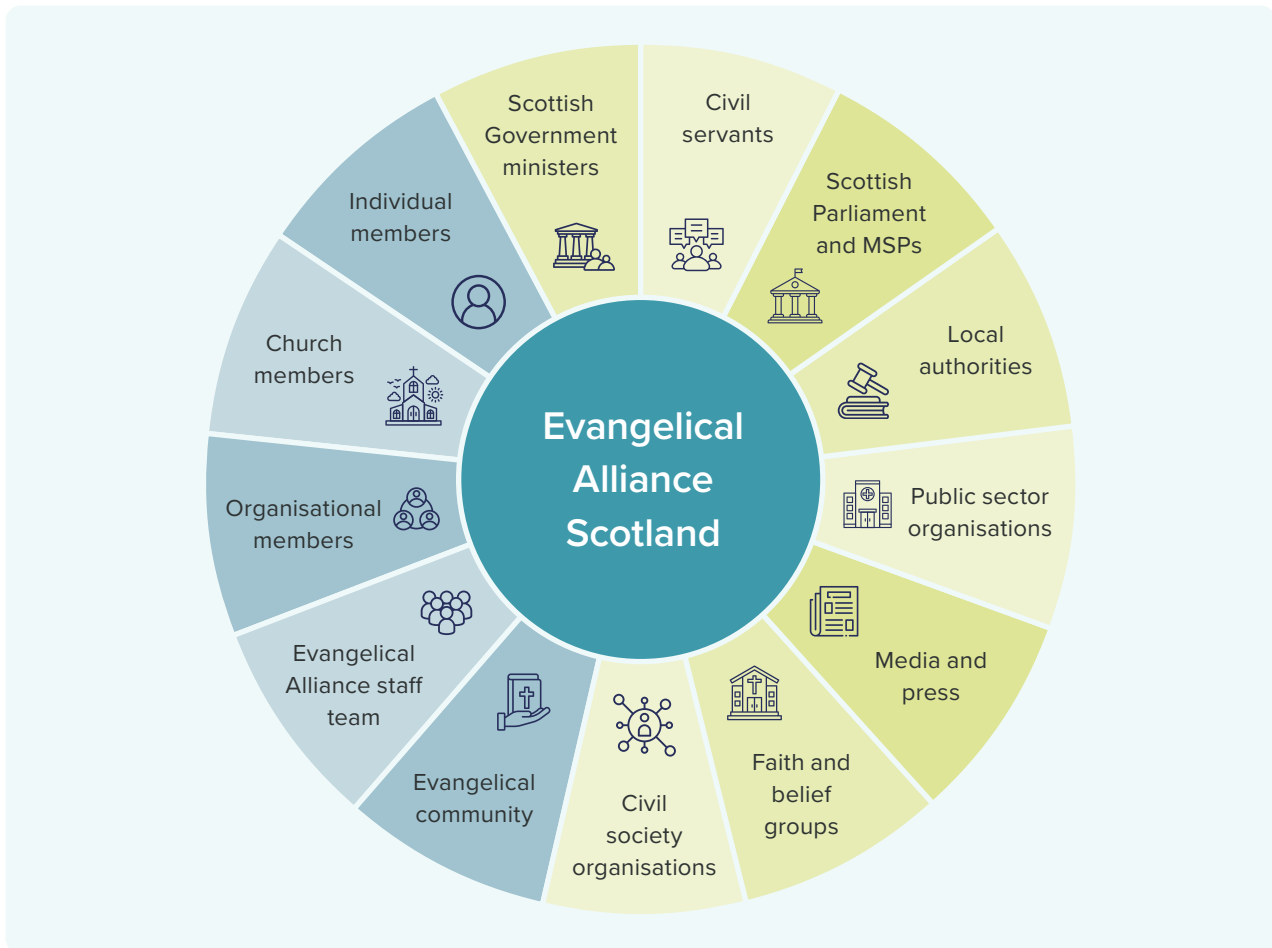 Scottish
Government
ministers
Civil
servants
Scottish
Parliament
and MSPs
Local
authorities
Public sector
organisations
Media and
press
Faith and
belief
groups
Civil
society
organisations
Evangelical
community
Evangelical
Alliance staff
team
Organisational
members
Church
members
Individual
members
Evangelical
Alliance
Scotland